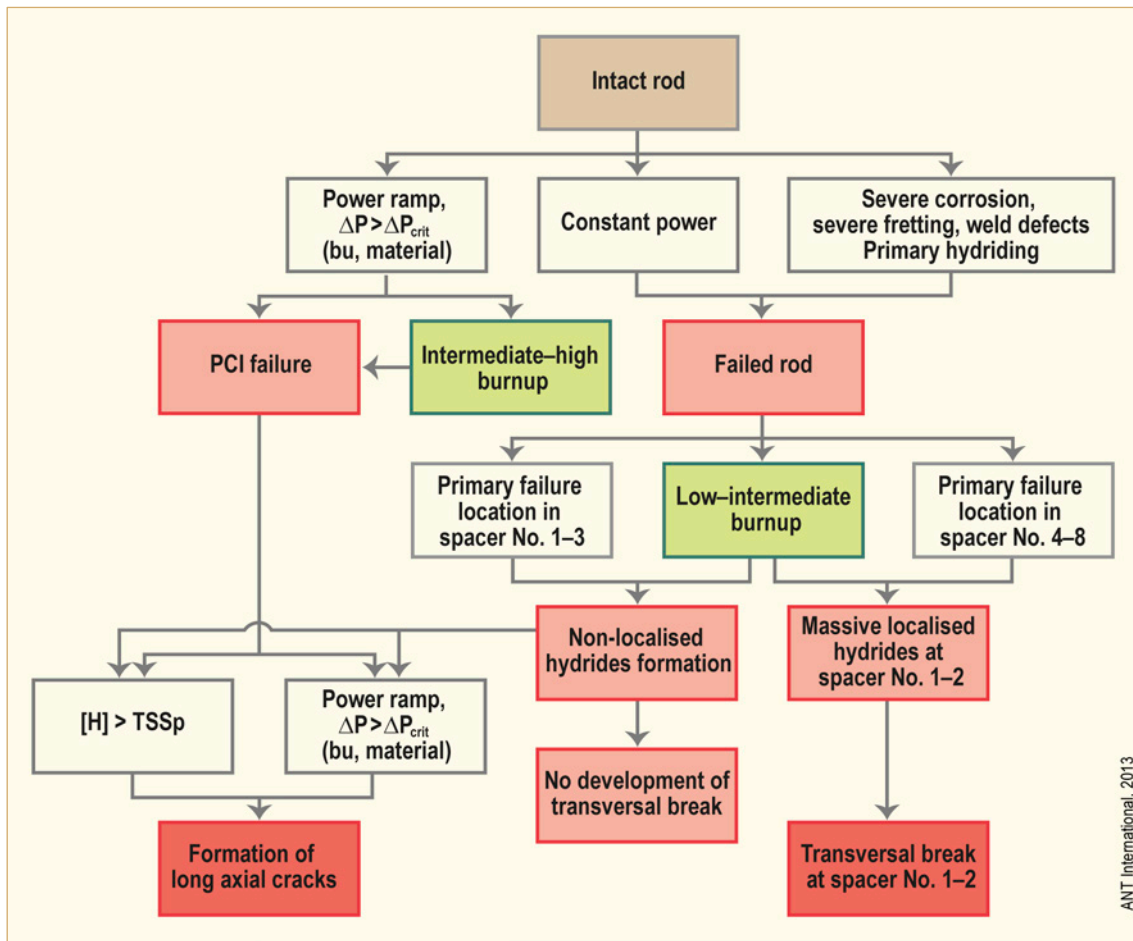 Intact rod
Power ramp,
ΔP>ΔPcrit
(bu, material)
Constant power
Severe corrosion,
severe fretting, weld defects
Primary hydriding
PCI failure
Intermediate–high
burnup
Failed rod
Primary failure
location in
spacer No. 1–3
Low–intermediate
burnup
Primary failure
location in
spacer No. 4–8
Non-localised
hydrides formation
Massive localised
hydrides at
spacer No. 1–2
[H] > TSSp
Power ramp,
ΔP>ΔPcrit
(bu, material)
No development of
transversal break
Formation of
long axial cracks
Transversal break
at spacer No. 1–2
ANT International, 2013